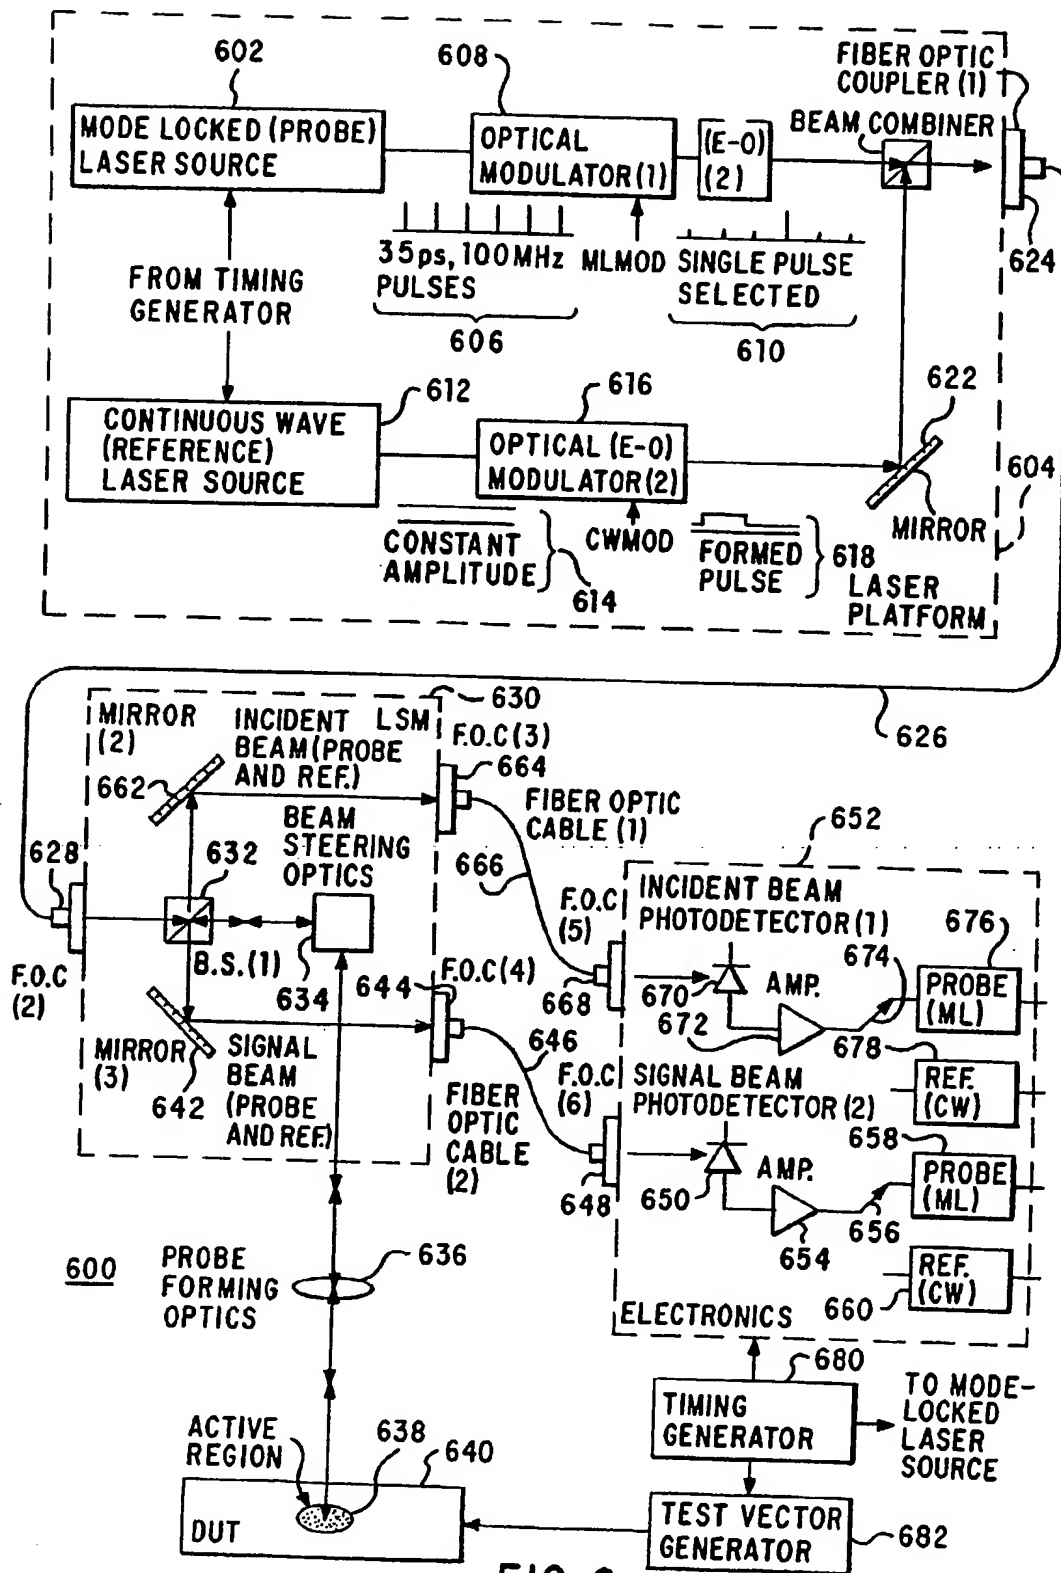 602
608
FIBER OPTIC
COUPLER (1)
MODE LOCKED (PROBE)
LASER SOURCE
OPTICAL
MODULATOR (1)
(E-O)
(2)
BEAM COMBINER
624
35ps, 100MHz
PULSES
606
MLMOD
SINGLE PULSE
SELECTED
610
FROM TIMING
GENERATOR
612
616
622
CONTINUOUS WAVE
(REFERENCE)
LASER SOURCE
OPTICAL (E-O)
MODULATOR (2)
604
MIRROR
CONSTANT
AMPLITUDE
614
CWMOD
FORMED
PULSE
618
LASER
PLATFORM
626
630
MIRROR
(2)
INCIDENT LSM
BEAM (PROBE
AND REF.)
662
F.O.C (3)
664
FIBER OPTIC
CABLE (1)
666
BEAM
STEERING
OPTICS
628
632
F.O.C
(2)
B.S. (1)
634
644
F.O.C (4)
MIRROR
(3)
642
SIGNAL
BEAM
(PROBE
AND REF.)
646
FIBER
OPTIC
CABLE
(2)
652
F.O.C
(5)
668
INCIDENT BEAM
PHOTODETECTOR (1)
670
AMP.
672
674
676
PROBE
(ML)
678
REF.
(CW)
F.O.C
(6)
648
SIGNAL BEAM
PHOTODETECTOR (2)
650
AMP.
654
656
658
PROBE
(ML)
660
REF.
(CW)
ELECTRONICS
600
PROBE
FORMING
OPTICS
636
ACTIVE
REGION
638
640
DUT
680
TIMING
GENERATOR
TO MODE-
LOCKED
LASER
SOURCE
TEST VECTOR
GENERATOR
682